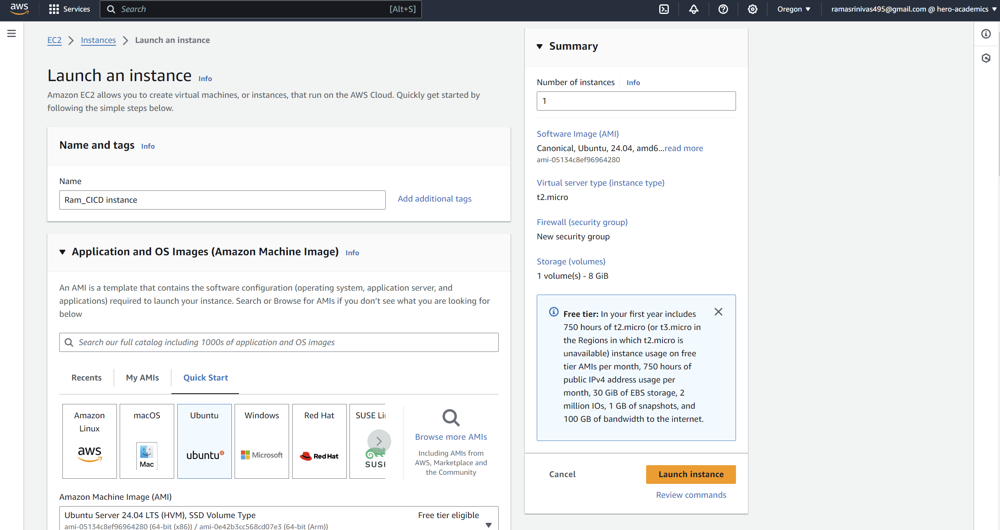 aws
Services
Search
[Alt+S]
Oregon
ramasrinivas495@gmail.com @ hero-academics
EC2
Instances
Launch an instance
Launch an instance Info
Amazon EC2 allows you to create virtual machines, or instances, that run on the AWS Cloud. Quickly get started by
following the simple steps below.
Name and tags Info
Name
Ram_CICD instance
Add additional tags
Application and OS Images (Amazon Machine Image) Info
An AMI is a template that contains the software configuration (operating system, application server, and
applications) required to launch your instance. Search or Browse for AMIs if you don’t see what you are looking for
below
Search our full catalog including 1000s of application and OS images
Recents
My AMIs
Quick Start
Amazon
Linux
aws
macOS
Mac
Ubuntu
ubuntu
Windows
Microsoft
Red Hat
Red Hat
SUSE Li
SUSE
Browse more AMIs
Including AMIs from
AWS, Marketplace and
the Community
Amazon Machine Image (AMI)
Ubuntu Server 24.04 LTS (HVM), SSD Volume Type
Free tier eligible
ami-05134c8ef96964280 (64-bit (x86)) / ami-0e42b3cc568cd07e3 (64-bit (Arm))
Summary
Number of instances
Info
1
Software Image (AMI)
Canonical, Ubuntu, 24.04, amd6...read more
ami-05134c8ef96964280
Virtual server type (instance type)
t2.micro
Firewall (security group)
New security group
Storage (volumes)
1 volume(s) - 8 GiB
Free tier: In your first year includes
750 hours of t2.micro (or t3.micro in
the Regions in which t2.micro is
unavailable) instance usage on free
tier AMIs per month, 750 hours of
public IPv4 address usage per
month, 30 GiB of EBS storage, 2
million IOs, 1 GB of snapshots, and
100 GB of bandwidth to the internet.
Cancel
Launch instance
Review commands